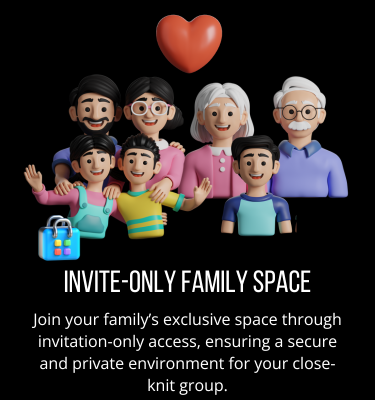 INVITE-ONLY FAMILY SPACE
Join your family’s exclusive space through
invitation-only access, ensuring a secure
and private environment for your close-
knit group.